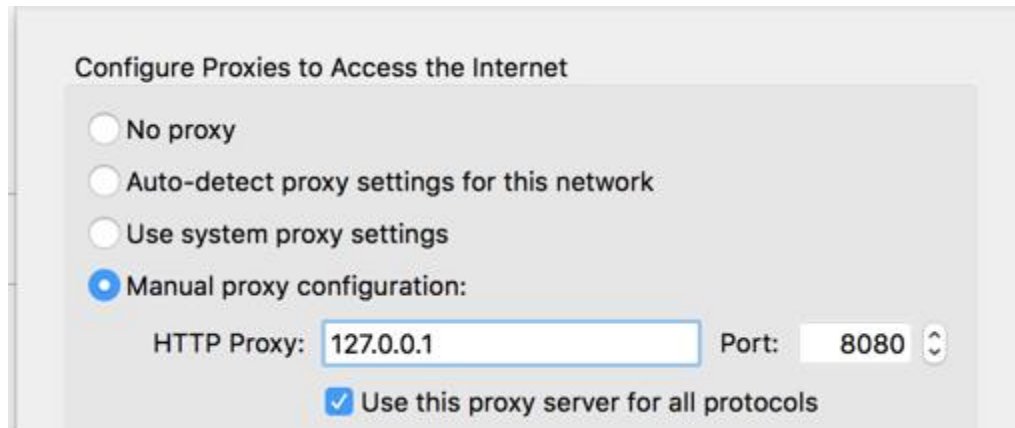 Configure Proxies to Access the Internet
No proxy
Auto-detect proxy settings for this network
Use system proxy settings
Manual proxy configuration:
HTTP Proxy: 127.0.0.1 Port: 8080
Use this proxy server for all protocols